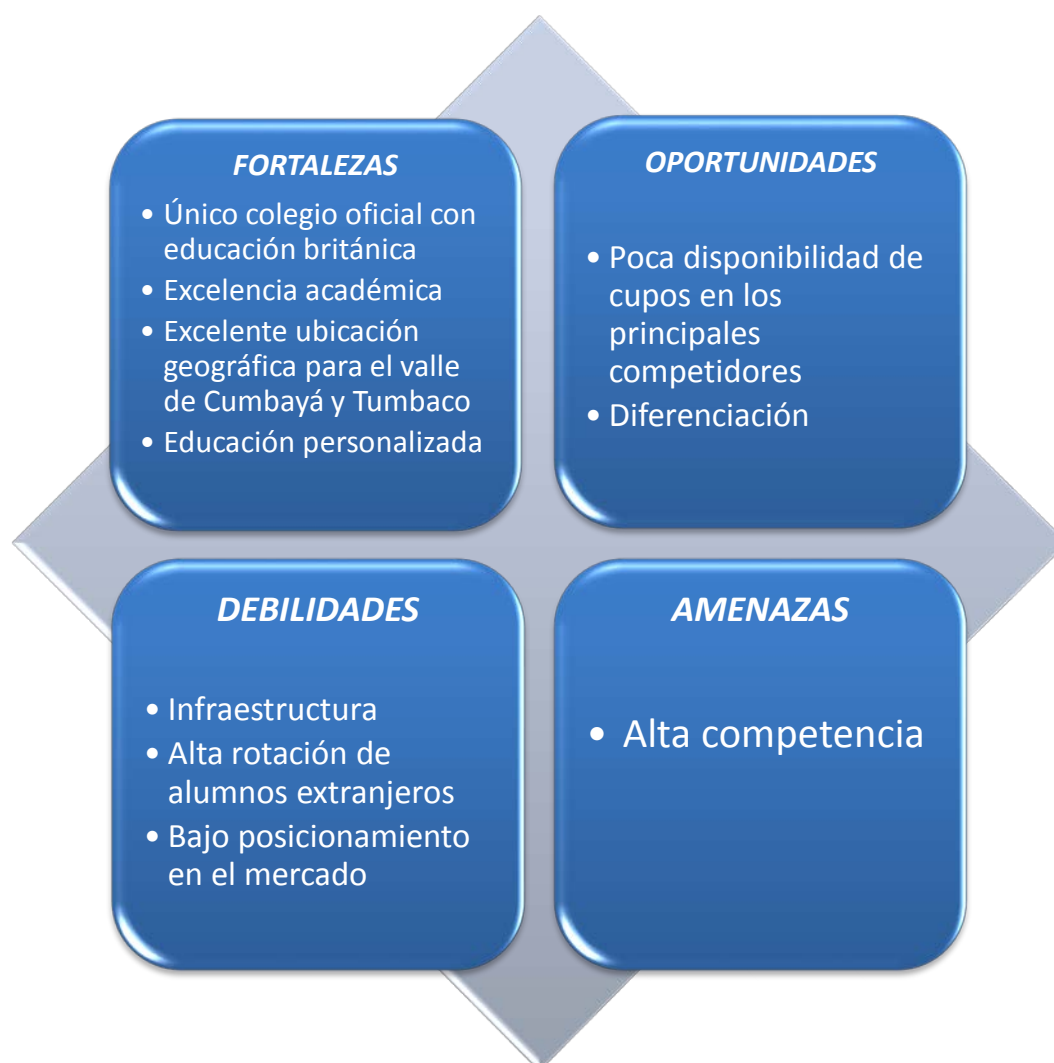 FORTALEZAS
• Único colegio oficial con
educación británica
• Excelencia académica
• Excelente ubicación
geográfica para el valle
de Cumbayá y Tumbaco
• Educación personalizada
OPORTUNIDADES
• Poca disponibilidad de
cupos en los
principales
competidores
• Diferenciación
DEBILIDADES
• Infraestructura
• Alta rotación de
alumnos extranjeros
• Bajo posicionamiento
en el mercado
AMENAZAS
• Alta competencia